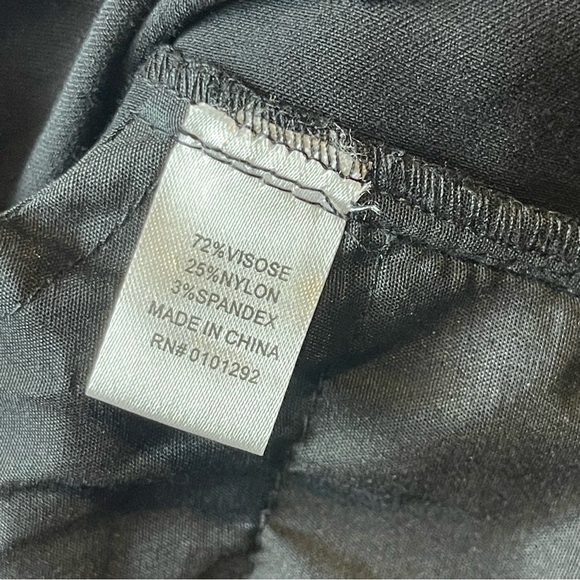 72%VISOSE
25%NYLON
3%SPANDEX
MADE IN CHINA
RN# 0101292